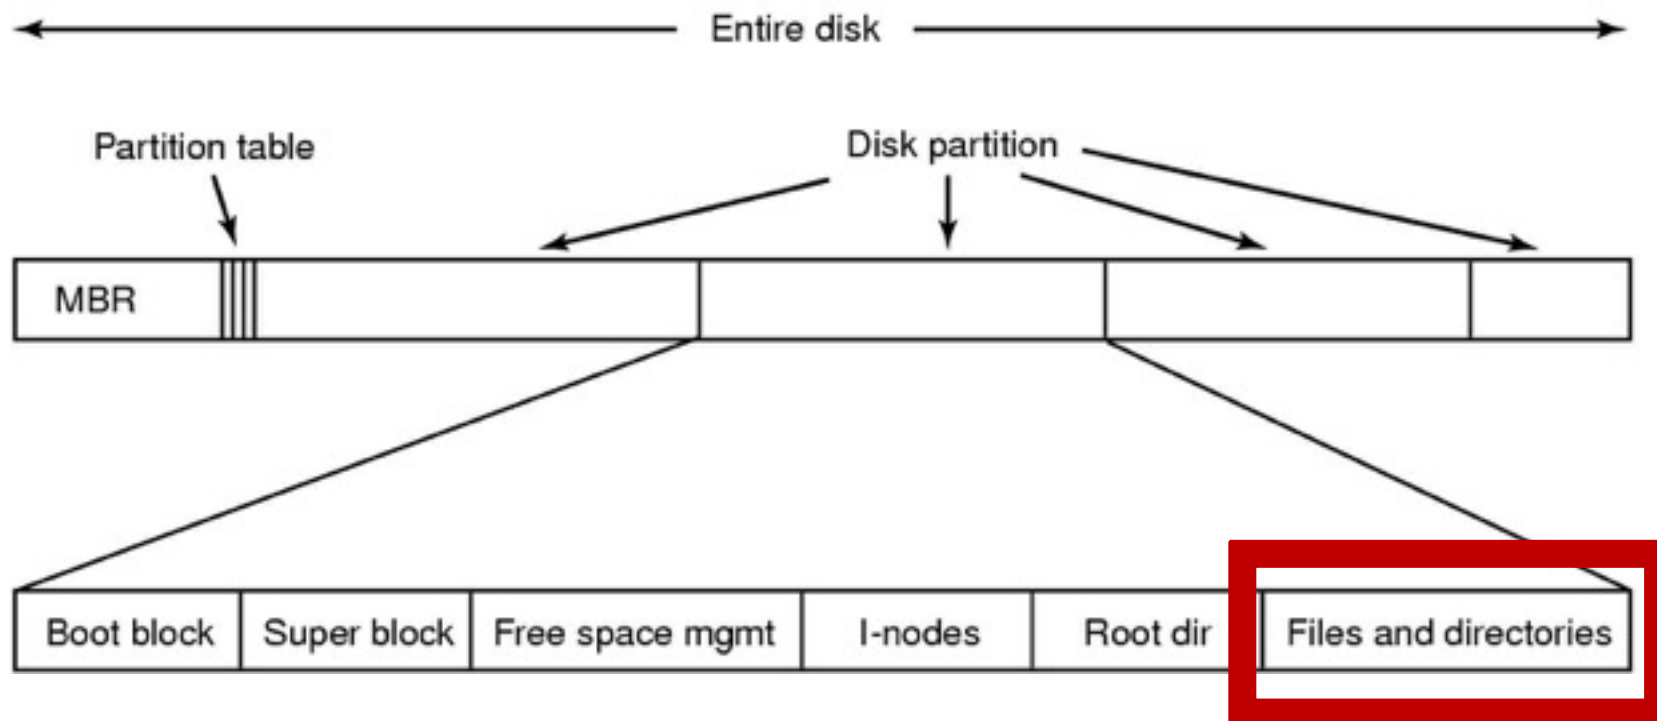 Entire disk
Partition table
Disk partition
MBR
Boot block
Super block
Free space mgmt
I-nodes
Root dir
Files and directories